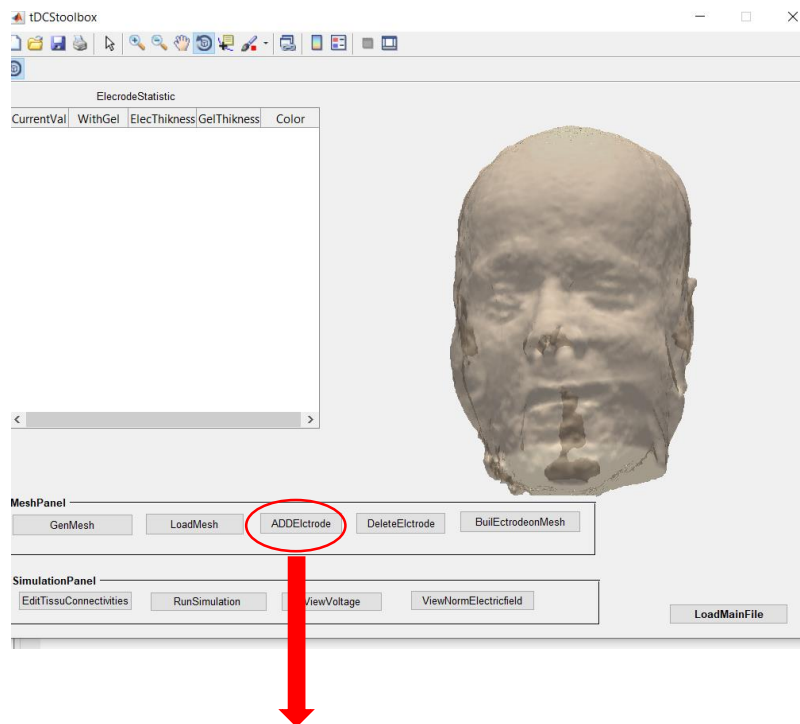 tDCStoolbox
ElecrodeStatistic
CurrentVal WithGel ElecThikness GelThikness Color
MeshPanel
GenMesh LoadMesh ADDElctrode DeleteElctrode BuilEctrodeonMesh
SimulationPanel
EditTissuConnectivities RunSimulation ViewVoltage ViewNormElectricfield
LoadMainFile